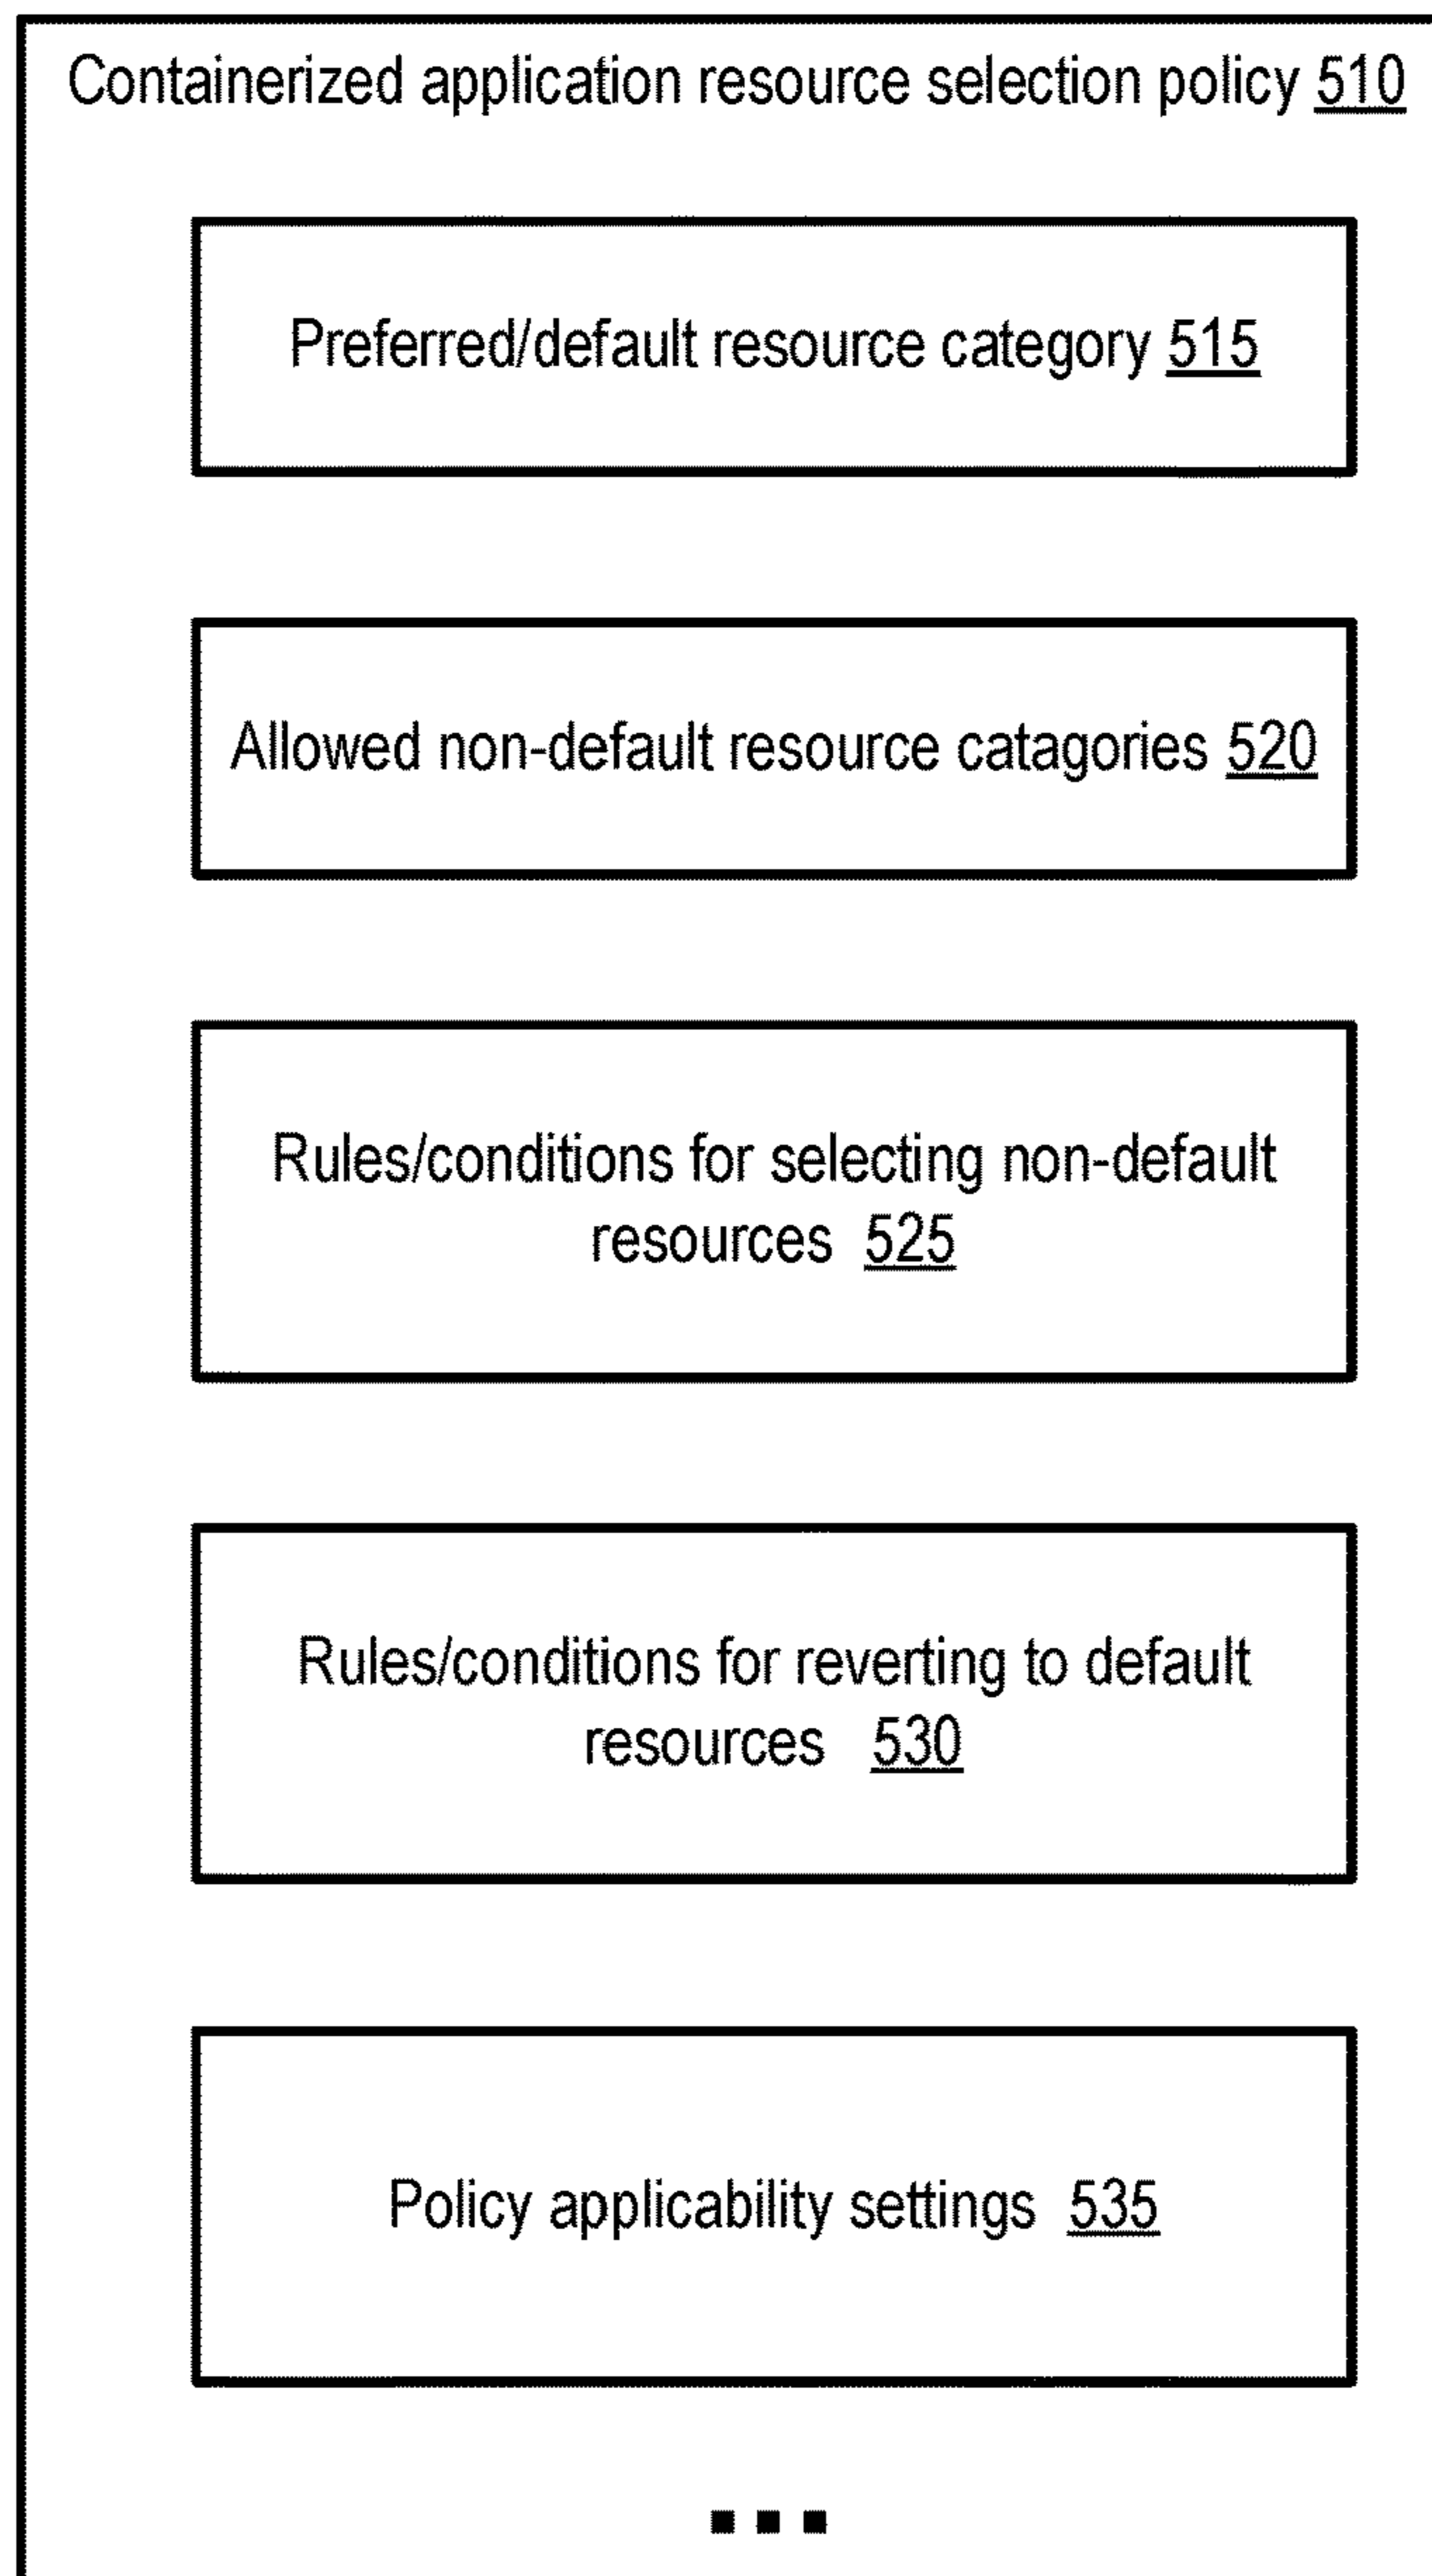 Containerized application resource selection policy 510
Preferred/default resource category 515
Allowed non-default resource catagories 520
Rules/conditions for selecting non-default
resources 525
Rules/conditions for reverting to default
resources 530
Policy applicability settings 535
...